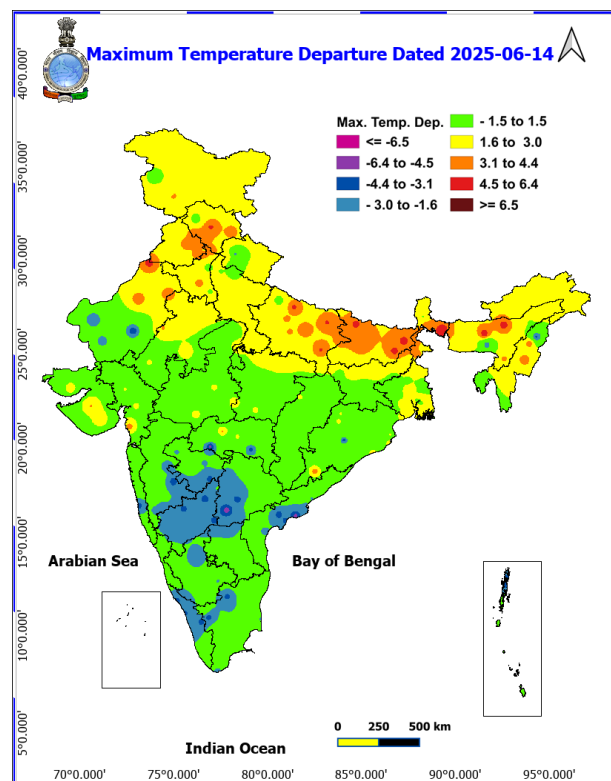 Maximum Temperature Departure Dated 2025-06-14
Max. Temp. Dep.
<= -6.5
-6.4 to -4.5
-4.4 to -3.1
- 3.0 to -1.6
- 1.5 to 1.5
1.6 to 3.0
3.1 to 4.4
4.5 to 6.4
>= 6.5
40°0.000'
35°0.000'
30°0.000'
25°0.000'
20°0.000'
15°0.000'
10°0.000'
5°0.000'
Arabian Sea
Bay of Bengal
Indian Ocean
0 250 500 km
70°0.000' 75°0.000' 80°0.000' 85°0.000' 90°0.000' 95°0.000'